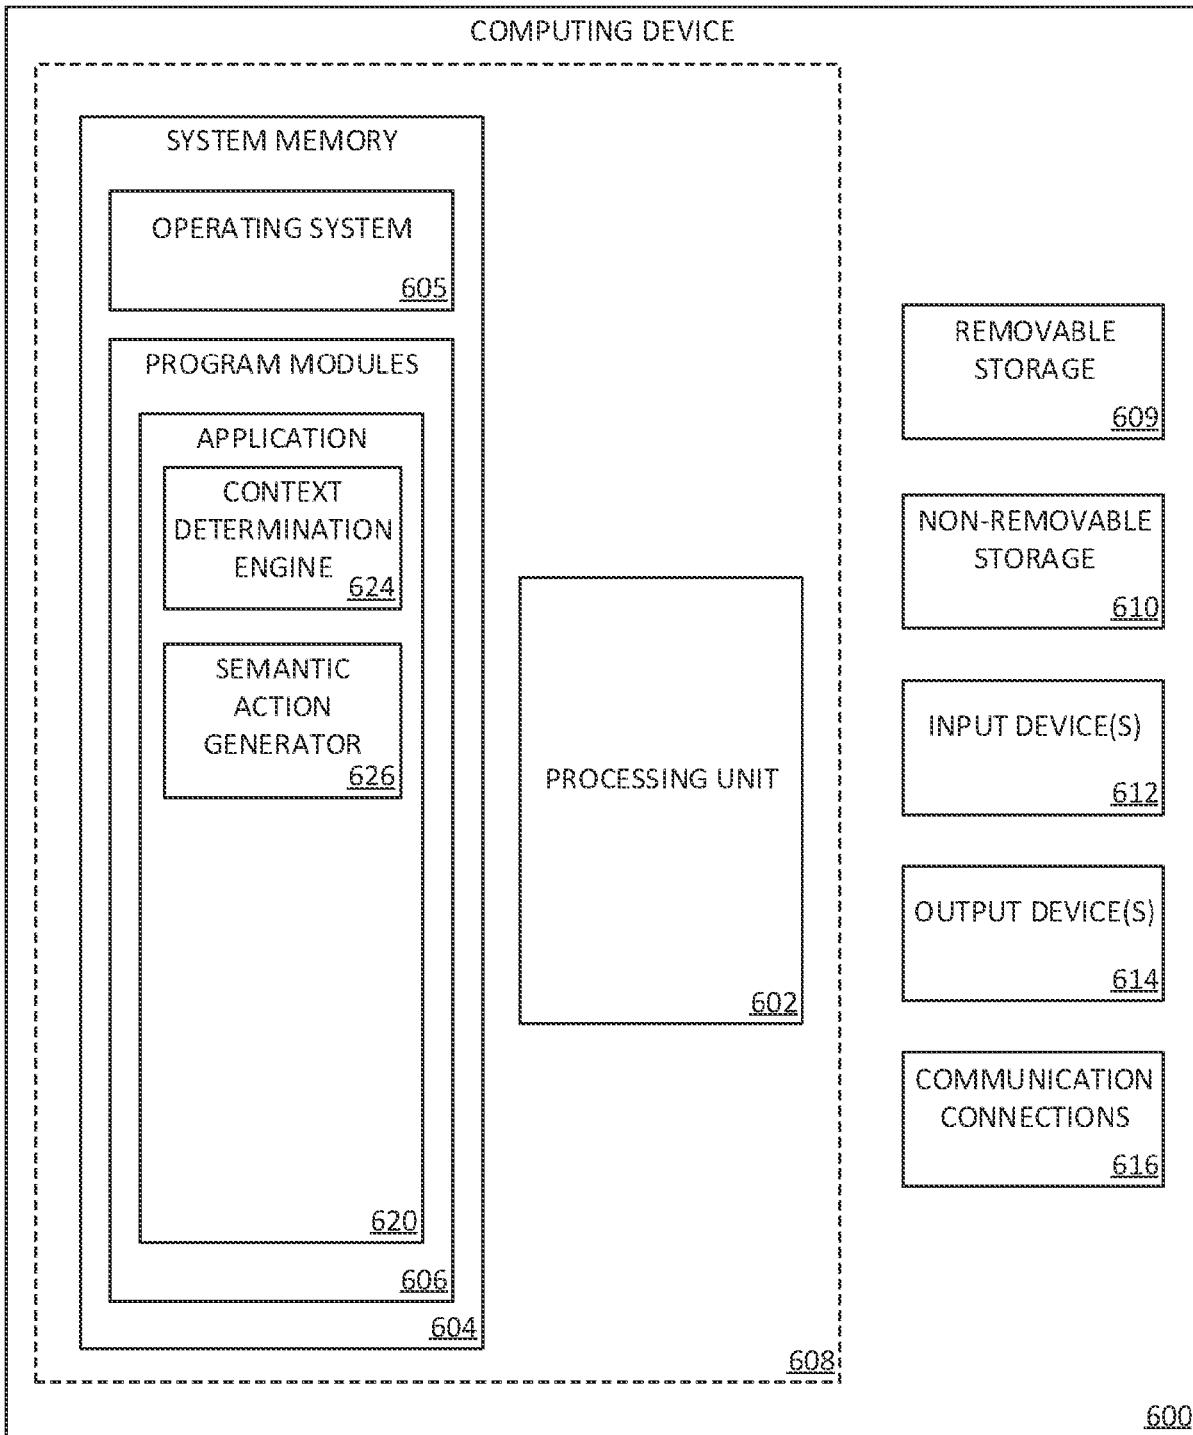 COMPUTING DEVICE
SYSTEM MEMORY
OPERATING SYSTEM
605
PROGRAM MODULES
APPLICATION
CONTEXT
DETERMINATION
ENGINE
624
SEMANTIC
ACTION
GENERATOR
626
620
606
604
PROCESSING UNIT
602
608
REMOVABLE
STORAGE
609
NON-REMOVABLE
STORAGE
610
INPUT DEVICE(S)
612
OUTPUT DEVICE(S)
614
COMMUNICATION
CONNECTIONS
616
600